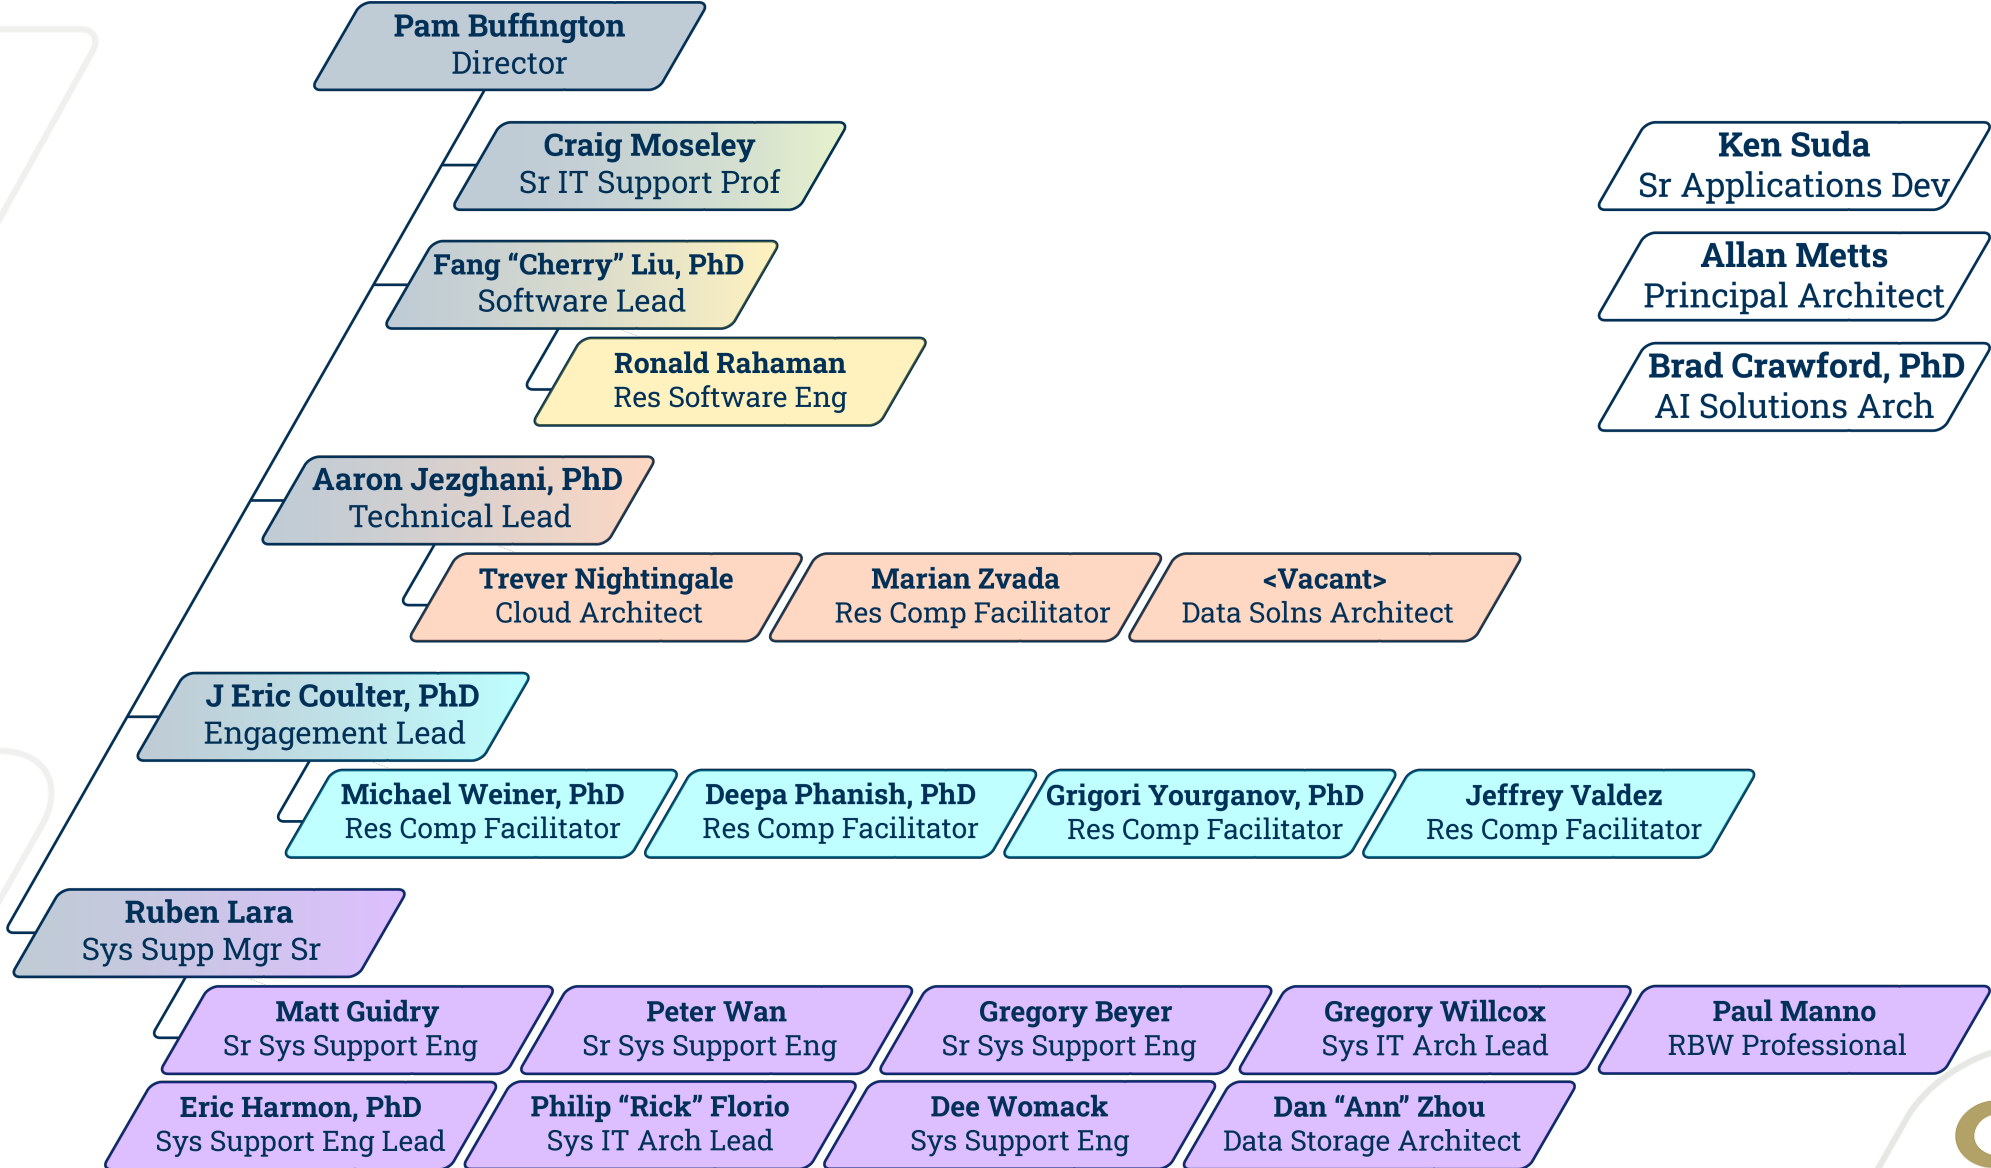 Pam Buffington
Director
Craig Moseley
Sr IT Support Prof
Ken Suda
Sr Applications Dev
Fang “Cherry” Liu, PhD
Software Lead
Allan Metts
Principal Architect
Ronald Rahaman
Res Software Eng
Brad Crawford, PhD
AI Solutions Arch
Aaron Jezghani, PhD
Technical Lead
Trever Nightingale
Cloud Architect
Marian Zvada
Res Comp Facilitator
<Vacant>
Data Solns Architect
J Eric Coulter, PhD
Engagement Lead
Michael Weiner, PhD
Res Comp Facilitator
Deepa Phanish, PhD
Res Comp Facilitator
Grigori Yourganov, PhD
Res Comp Facilitator
Jeffrey Valdez
Res Comp Facilitator
Ruben Lara
Sys Supp Mgr Sr
Matt Guidry
Sr Sys Support Eng
Peter Wan
Sr Sys Support Eng
Gregory Beyer
Sr Sys Support Eng
Gregory Willcox
Sys IT Arch Lead
Paul Manno
RBW Professional
Eric Harmon, PhD
Sys Support Eng Lead
Philip “Rick” Florio
Sys IT Arch Lead
Dee Womack
Sys Support Eng
Dan “Ann” Zhou
Data Storage Architect